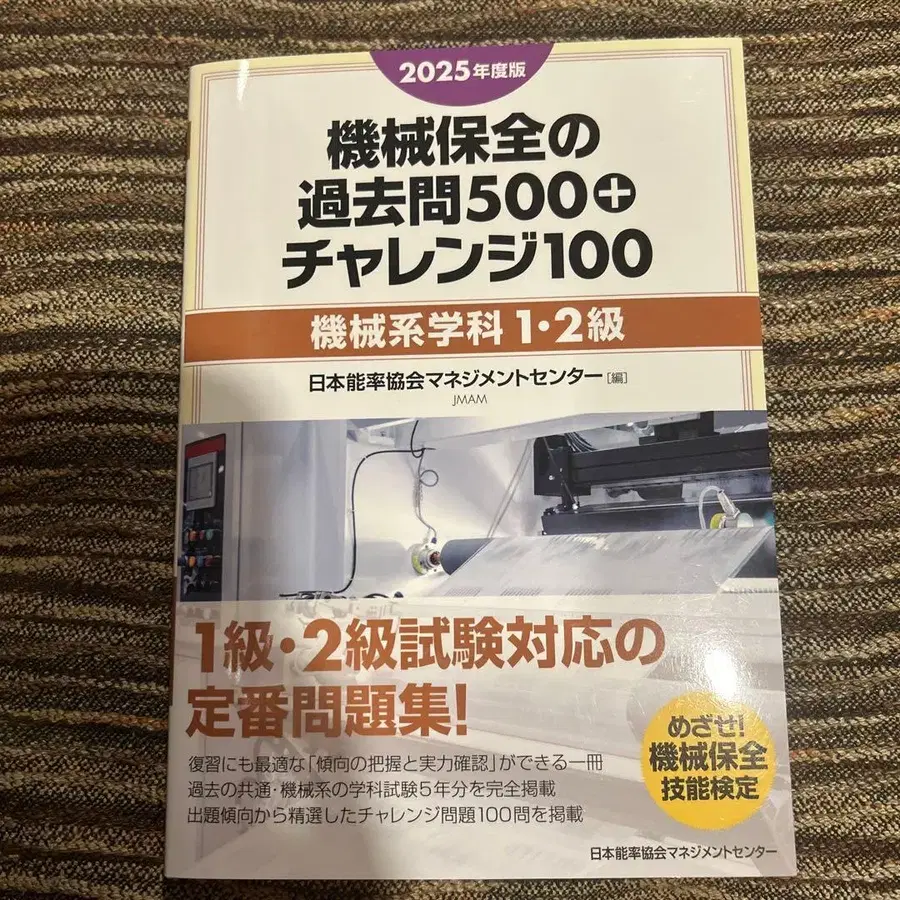 2025年度版
機械保全の
過去問500+
チャレンジ100
機械系学科 1・2級
日本能率協会マネジメントセンター[編]
JMAM
1級・2級試験対応の
定番問題集!
復習にも最適な「傾向の把握と実力確認」ができる一冊
過去の共通・機械系の学科試験5年分を完全掲載
出題傾向から精選したチャレンジ問題100問を掲載
めざせ!
機械保全
技能検定
日本能率協会マネジメントセンター